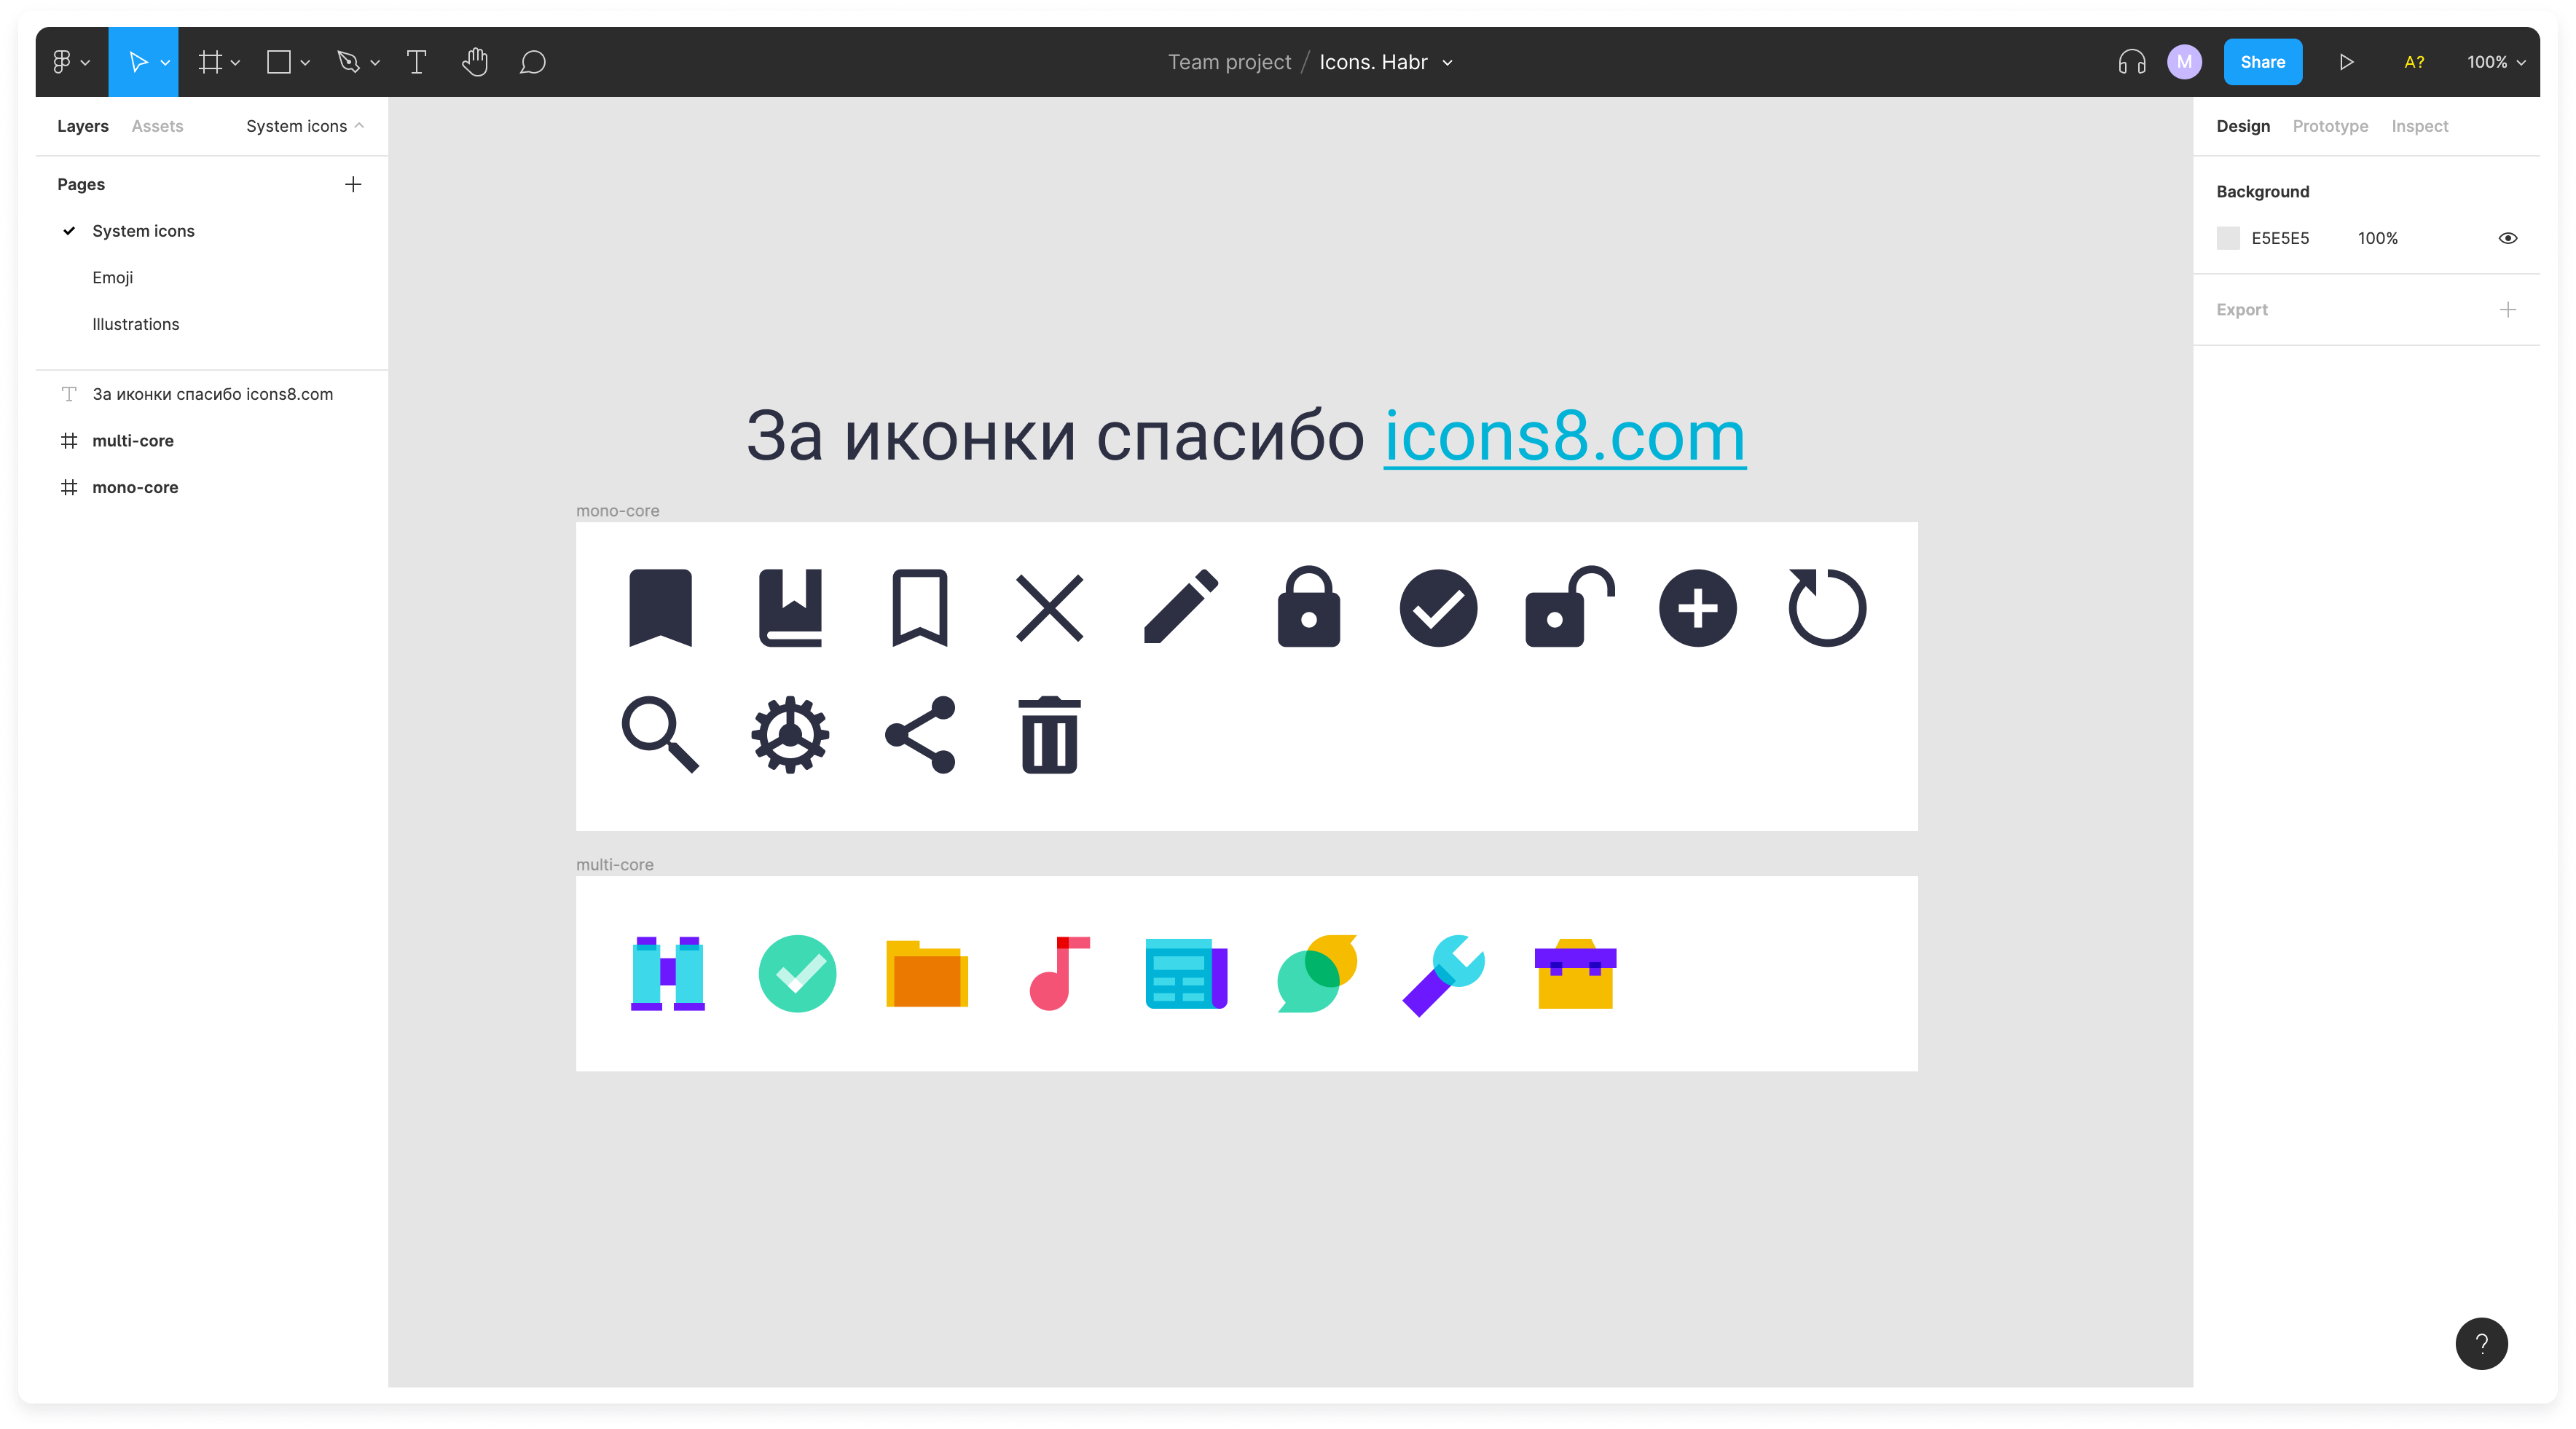 Team project / Icons. Habr
M
Share
A?
100%
Layers
Assets
System icons
Pages
System icons
Emoji
Illustrations
За иконки спасибо icons8.com
multi-core
mono-core
За иконки спасибо icons8.com
mono-core
multi-core
Design
Prototype
Inspect
Background
E5E5E5
100%
Export
?